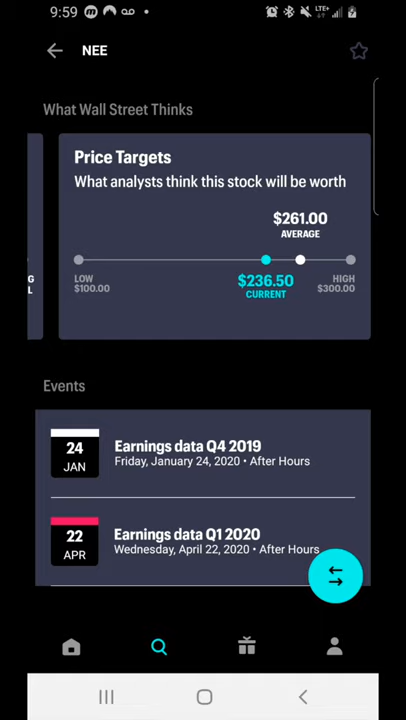 9:59
LTE+
NEE
What Wall Street Thinks
Price Targets
What analysts think this stock will be worth
$261.00
AVERAGE
G
L
LOW
$100.00
$236.50
CURRENT
HIGH
$300.00
Events
24
JAN
Earnings data Q4 2019
Friday, January 24, 2020 • After Hours
22
APR
Earnings data Q1 2020
Wednesday, April 22, 2020 • After Hours